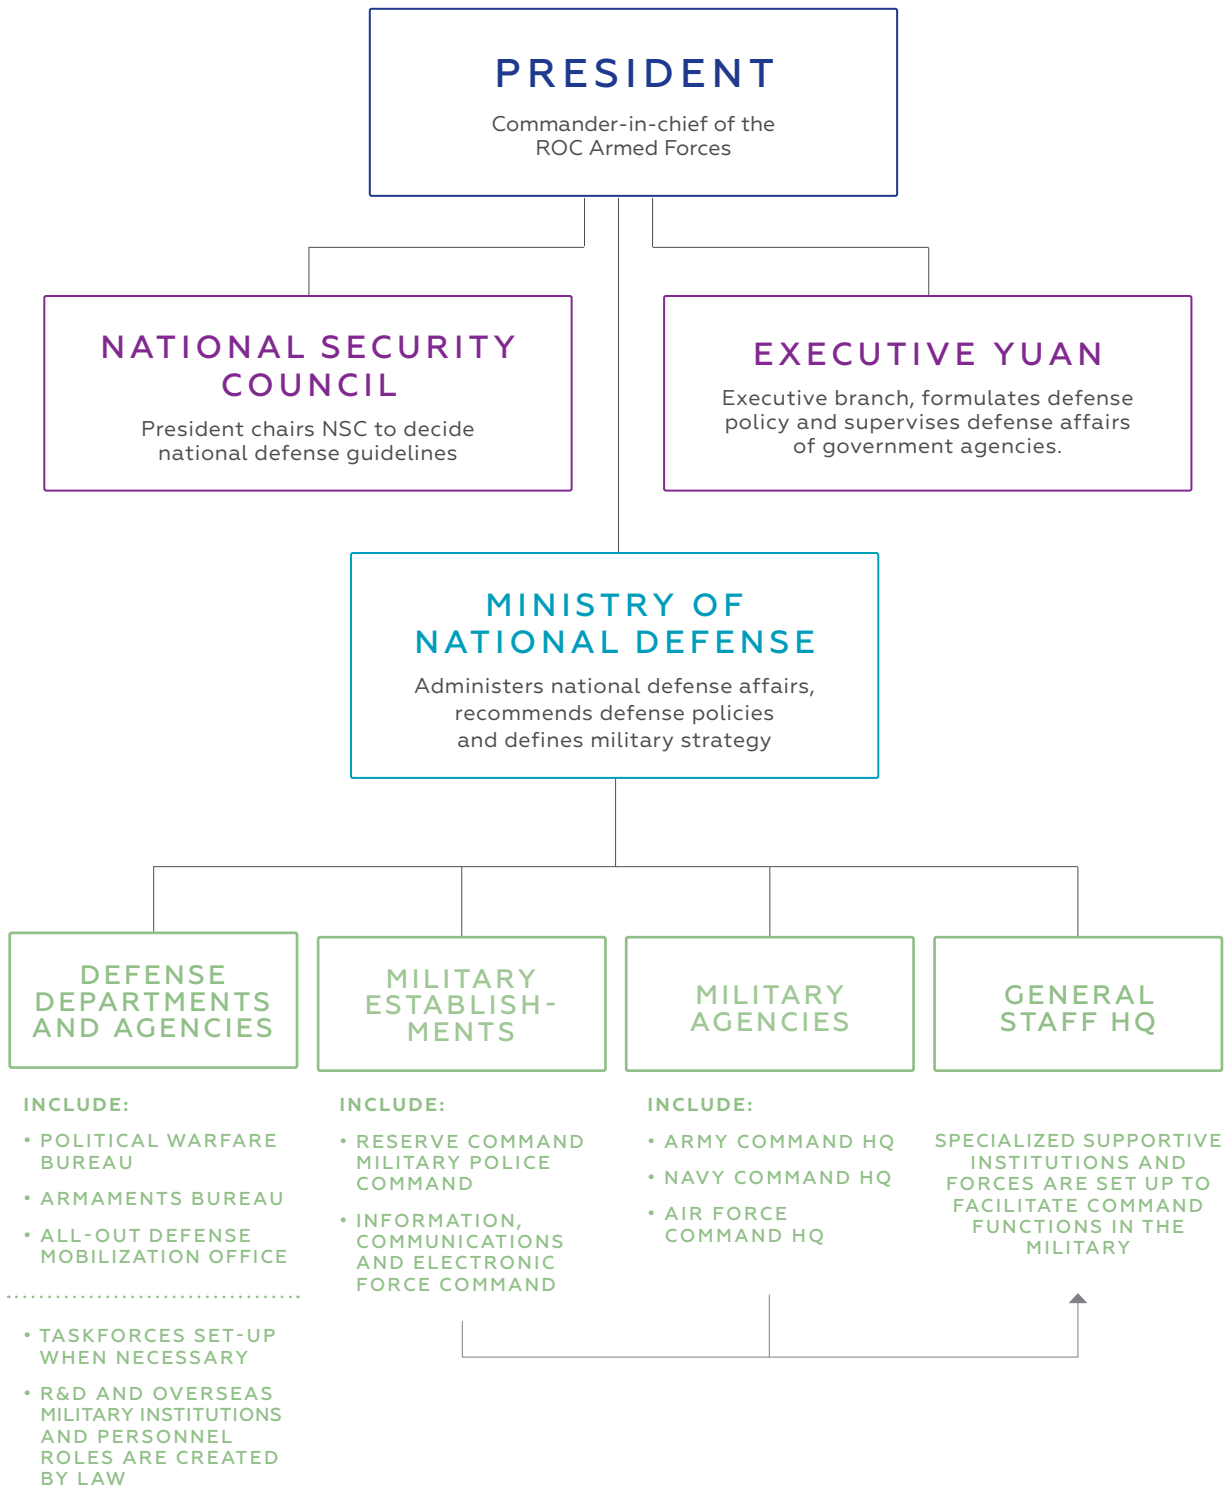 PRESIDENT
Commander-in-chief of the
ROC Armed Forces
NATIONAL SECURITY
COUNCIL
President chairs NSC to decide
national defense guidelines
EXECUTIVE YUAN
Executive branch, formulates defense
policy and supervises defense affairs
of government agencies.
MINISTRY OF
NATIONAL DEFENSE
Administers national defense affairs,
recommends defense policies
and defines military strategy
DEFENSE
DEPARTMENTS
AND AGENCIES
INCLUDE:
• POLITICAL WARFARE
BUREAU
• ARMAMENTS BUREAU
• ALL-OUT DEFENSE
MOBILIZATION OFFICE
• TASKFORCES SET-UP
WHEN NECESSARY
• R&D AND OVERSEAS
MILITARY INSTITUTIONS
AND PERSONNEL
ROLES ARE CREATED
BY LAW
MILITARY
ESTABLISH-
MENTS
INCLUDE:
• RESERVE COMMAND
MILITARY POLICE
COMMAND
• INFORMATION,
COMMUNICATIONS
AND ELECTRONIC
FORCE COMMAND
MILITARY
AGENCIES
INCLUDE:
• ARMY COMMAND HQ
• NAVY COMMAND HQ
• AIR FORCE
COMMAND HQ
GENERAL
STAFF HQ
SPECIALIZED SUPPORTIVE
INSTITUTIONS AND
FORCES ARE SET UP TO
FACILITATE COMMAND
FUNCTIONS IN THE
MILITARY